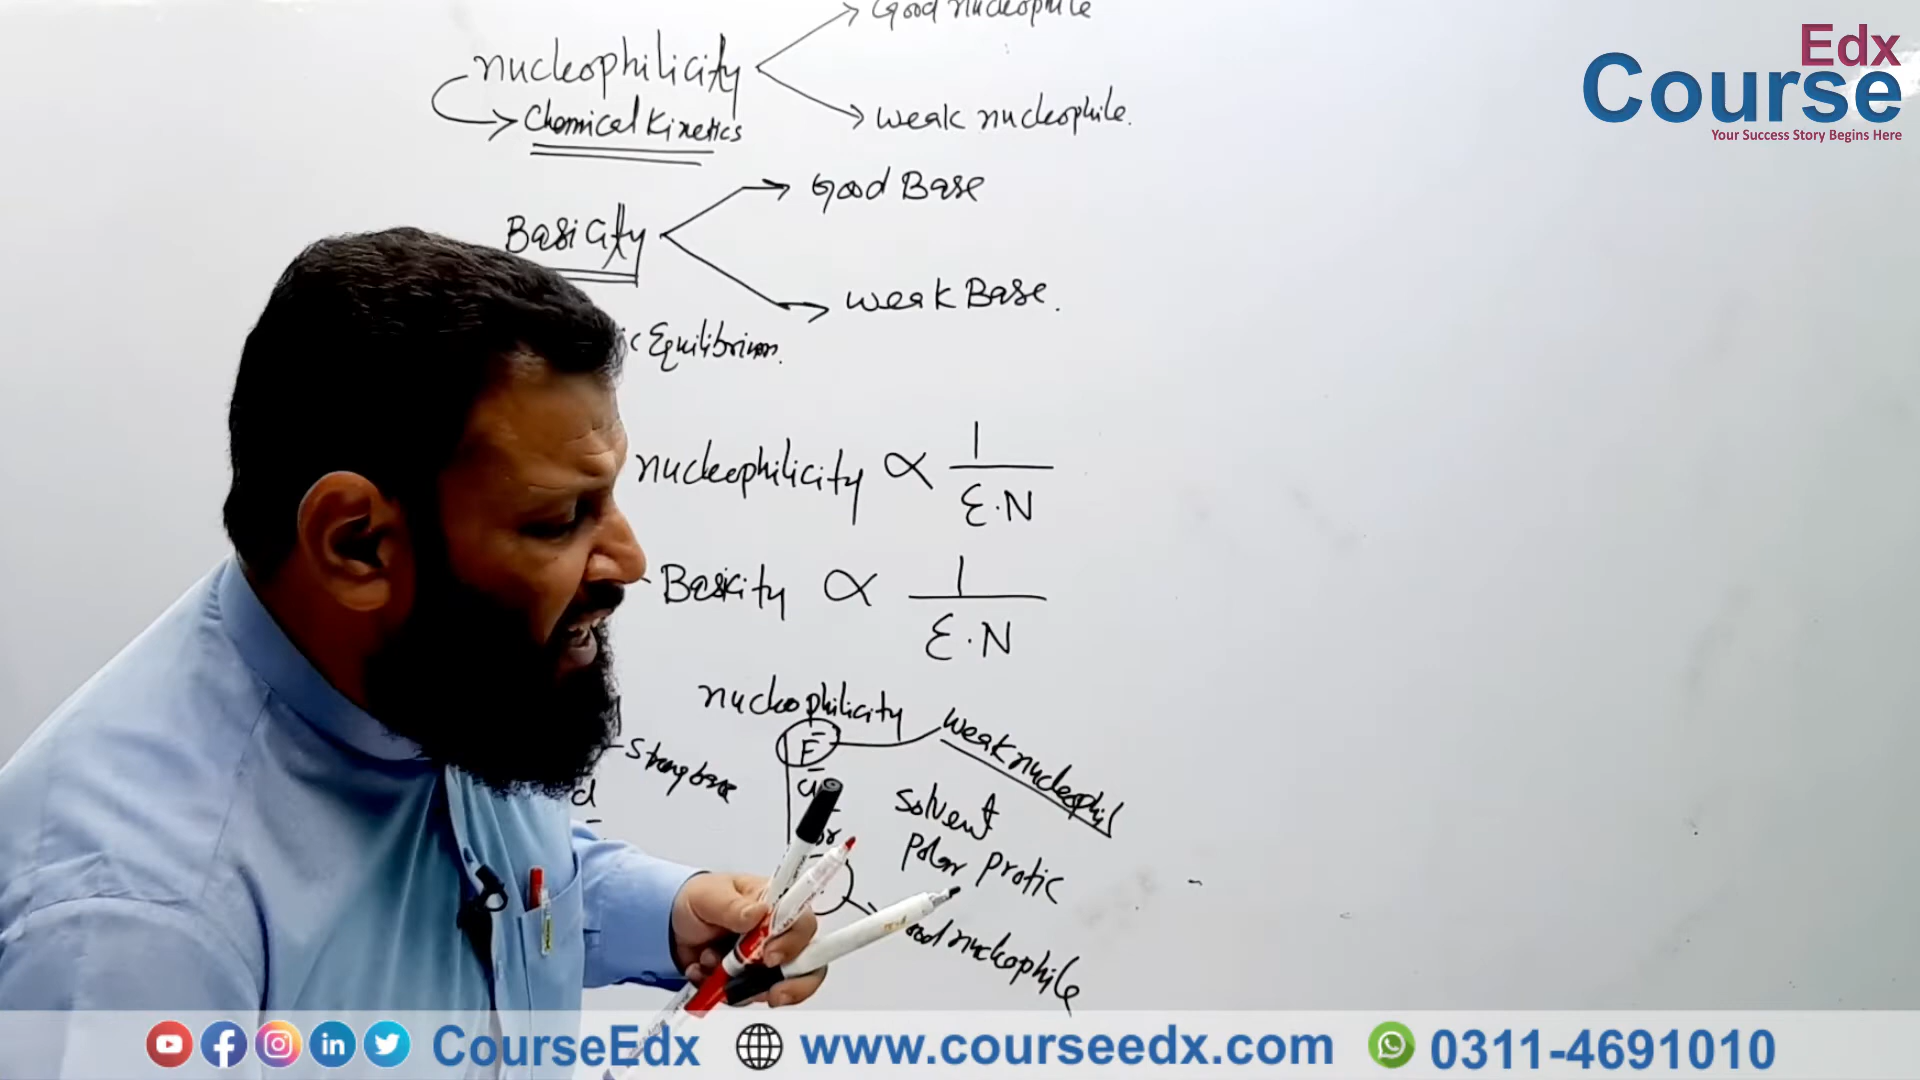 Good nucleophile
nucleophilicity
Chemical Kinetics
weak nucleophile.
Good Base
Basicity
weak Base.
c Equilibrium.
nucleophilicity ∝ 1
E.N
Basicity ∝ 1
E.N
nucleophilicity
F̄
weak nucleophil
strong base
d
solvent
polar protic
ood nucleophile
Edx
Course
Your Success Story Begins Here
CourseEdx
www.courseedx.com
0311-4691010